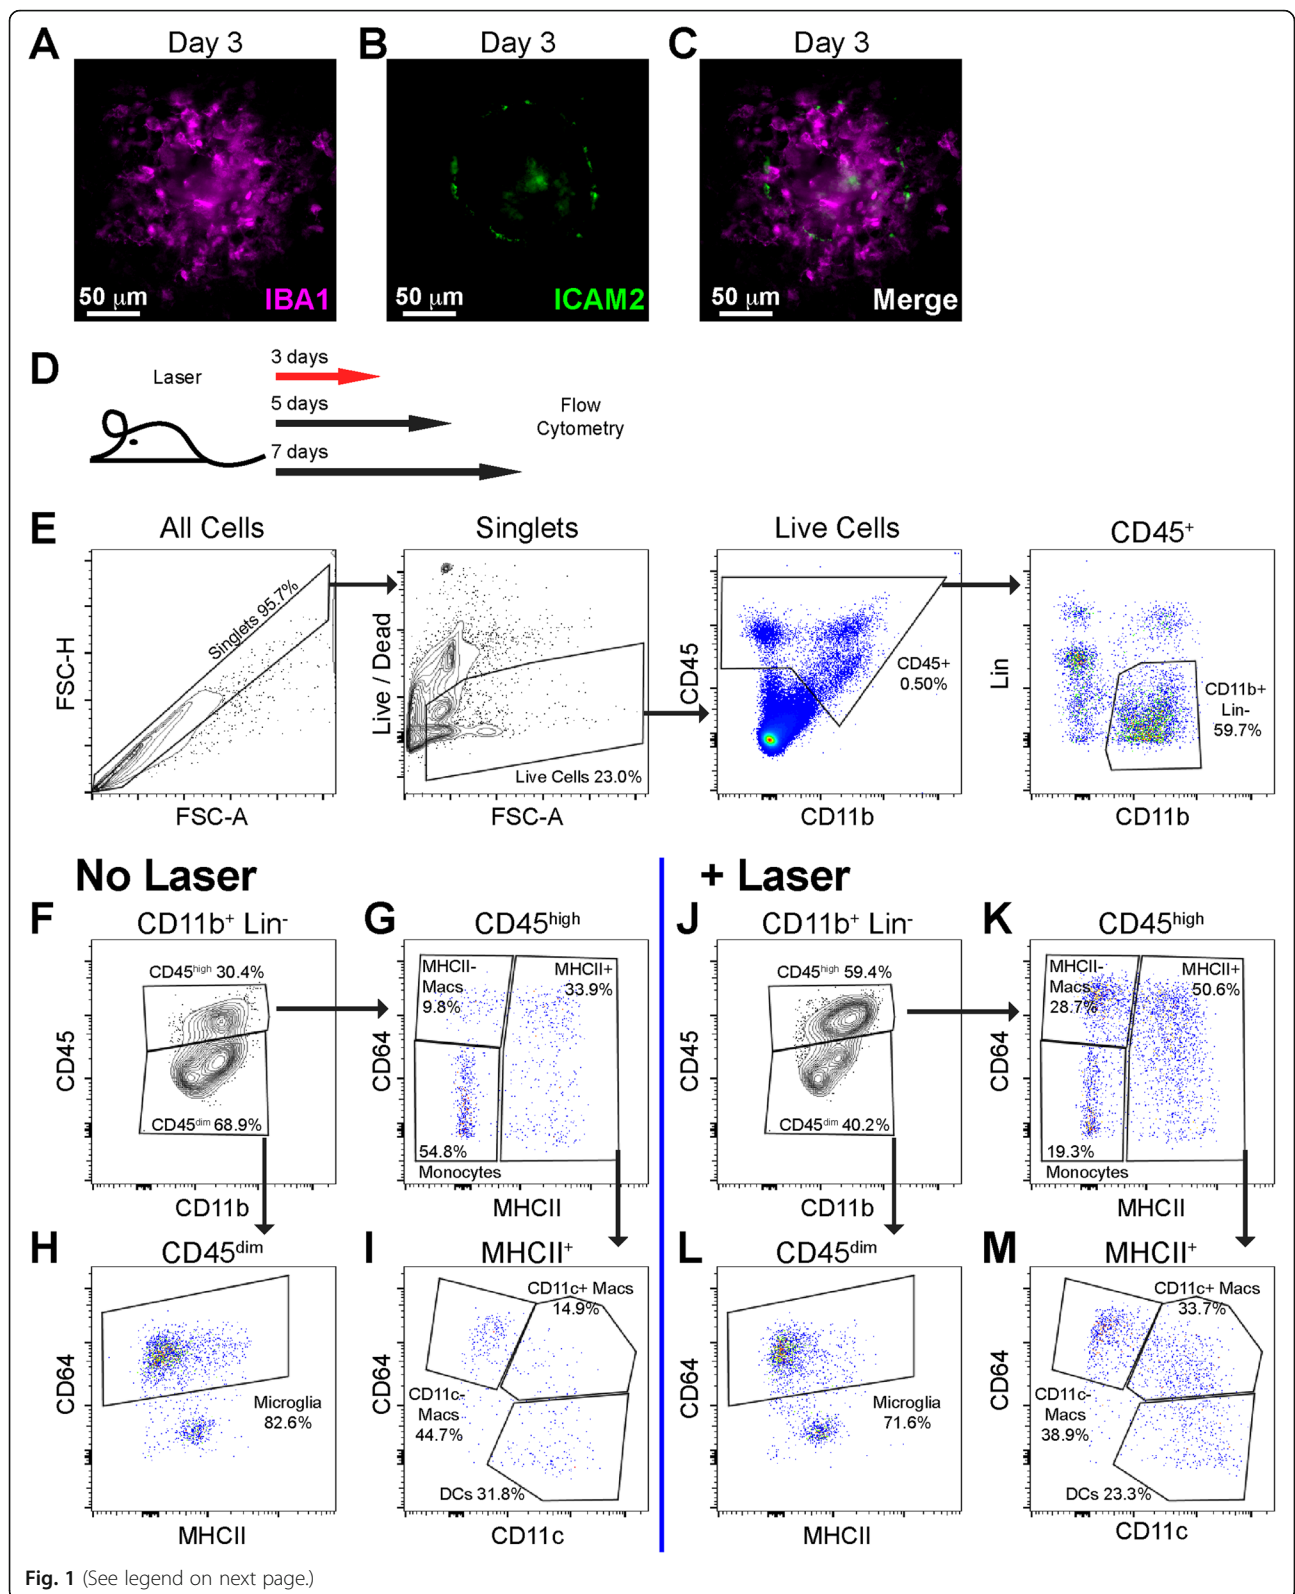 A
Day 3
50 μm
IBA1
B
Day 3
50 μm
ICAM2
C
Day 3
50 μm
Merge
D
Laser
3 days
5 days
7 days
Flow
Cytometry
E
All Cells
FSC-H
Singlets 95.7%
FSC-A
Singlets
Live / Dead
Live Cells 23.0%
FSC-A
Live Cells
CD45
CD45+
0.50%
CD11b
CD45+
Lin
CD11b+
Lin-
59.7%
CD11b
No Laser
+ Laser
F
CD11b+ Lin-
CD45high 30.4%
CD45
CD45dim 68.9%
CD11b
G
CD45high
MHCII-
Macs
9.8%
MHCII+
33.9%
CD64
54.8%
Monocytes
MHCII
J
CD11b+ Lin-
CD45high 59.4%
CD45
CD45dim 40.2%
CD11b
K
CD45high
MHCII-
Macs
28.7%
MHCII+
50.6%
CD64
19.3%
Monocytes
MHCII
H
CD45dim
CD64
Microglia
82.6%
MHCII
I
MHCII+
CD11c+ Macs
14.9%
CD64
CD11c-
Macs
44.7%
DCs 31.8%
CD11c
L
CD45dim
CD64
Microglia
71.6%
MHCII
M
MHCII+
CD11c+ Macs
33.7%
CD64
CD11c-
Macs
38.9%
DCs 23.3%
CD11c
Fig. 1 (See legend on next page.)